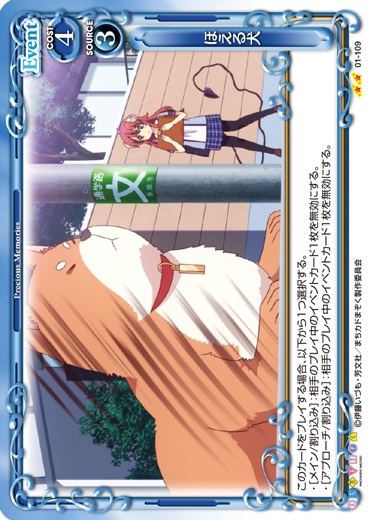 Event
COST
4
SOURCE
3
ほえる犬
Precious Memories
通学路
文
このカードをプレイする場合、以下から1つ選択する。
・[メイン/割り込み]:相手のプレイ中のイベントカード1枚を無効にする。
・[アプローチ/割り込み]:相手のプレイ中のイベントカード1枚を無効にする。
©伊藤いづも・芳文社/まちカドまぞく製作委員会
01-109